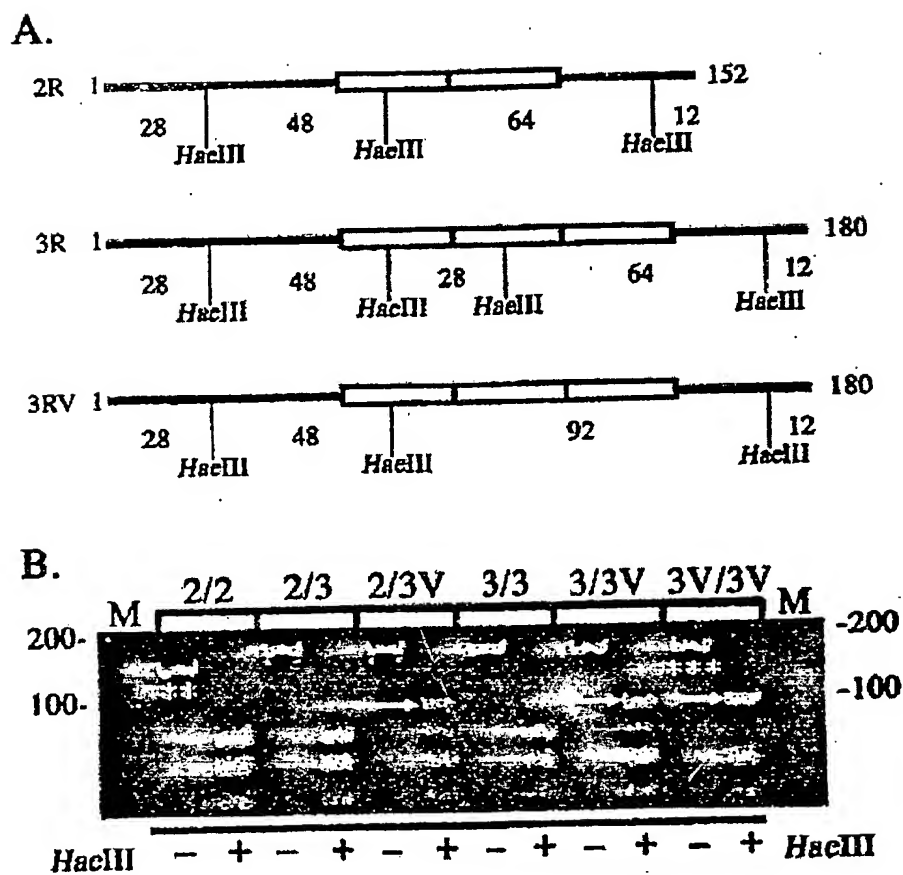 A.
2R 1 152
28 48 64 12
HaeIII HaeIII HaeIII
3R 1 180
28 48 28 64 12
HaeIII HaeIII HaeIII HaeIII
3RV 1 180
28 48 92 12
HaeIII HaeIII HaeIII
B.
M 2/2 2/3 2/3V 3/3 3/3V 3V/3V M
200- -200
100- -100
HaeIII - + - + - + - + - + - + HaeIII